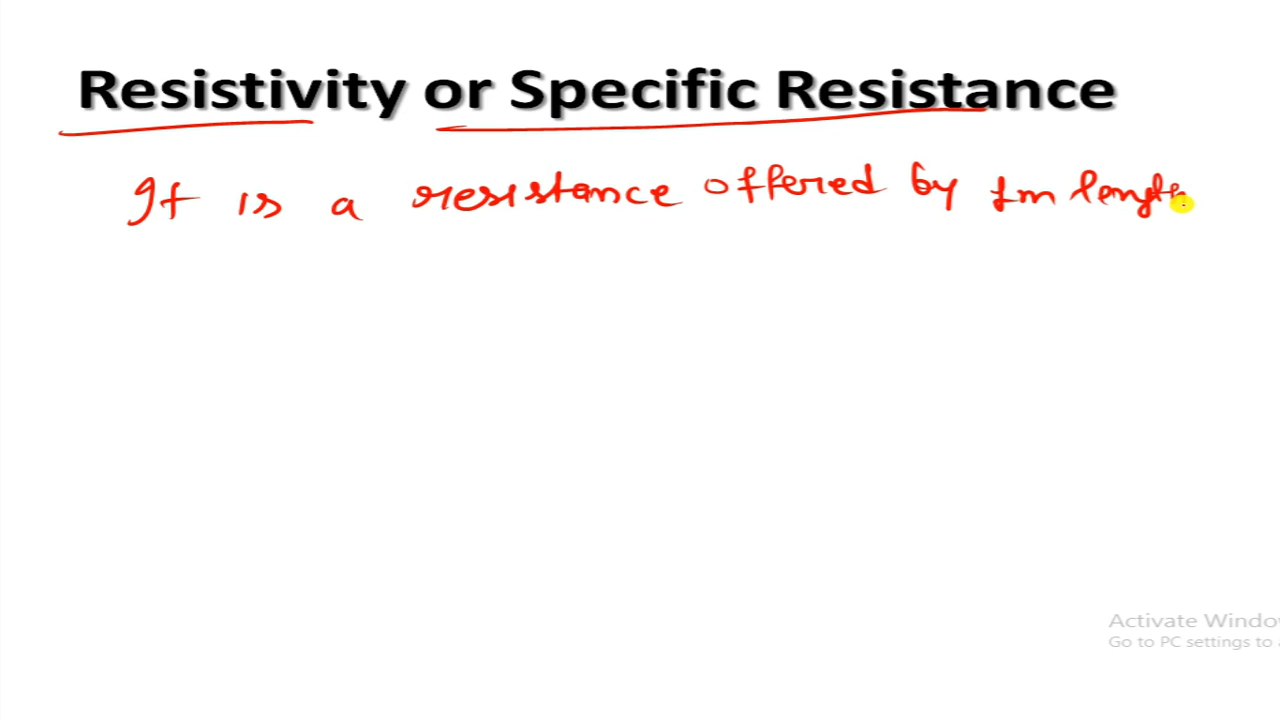 Resistivity or Specific Resistance
It is a resistance offered by 1m length
Activate Windo
Go to PC settings to